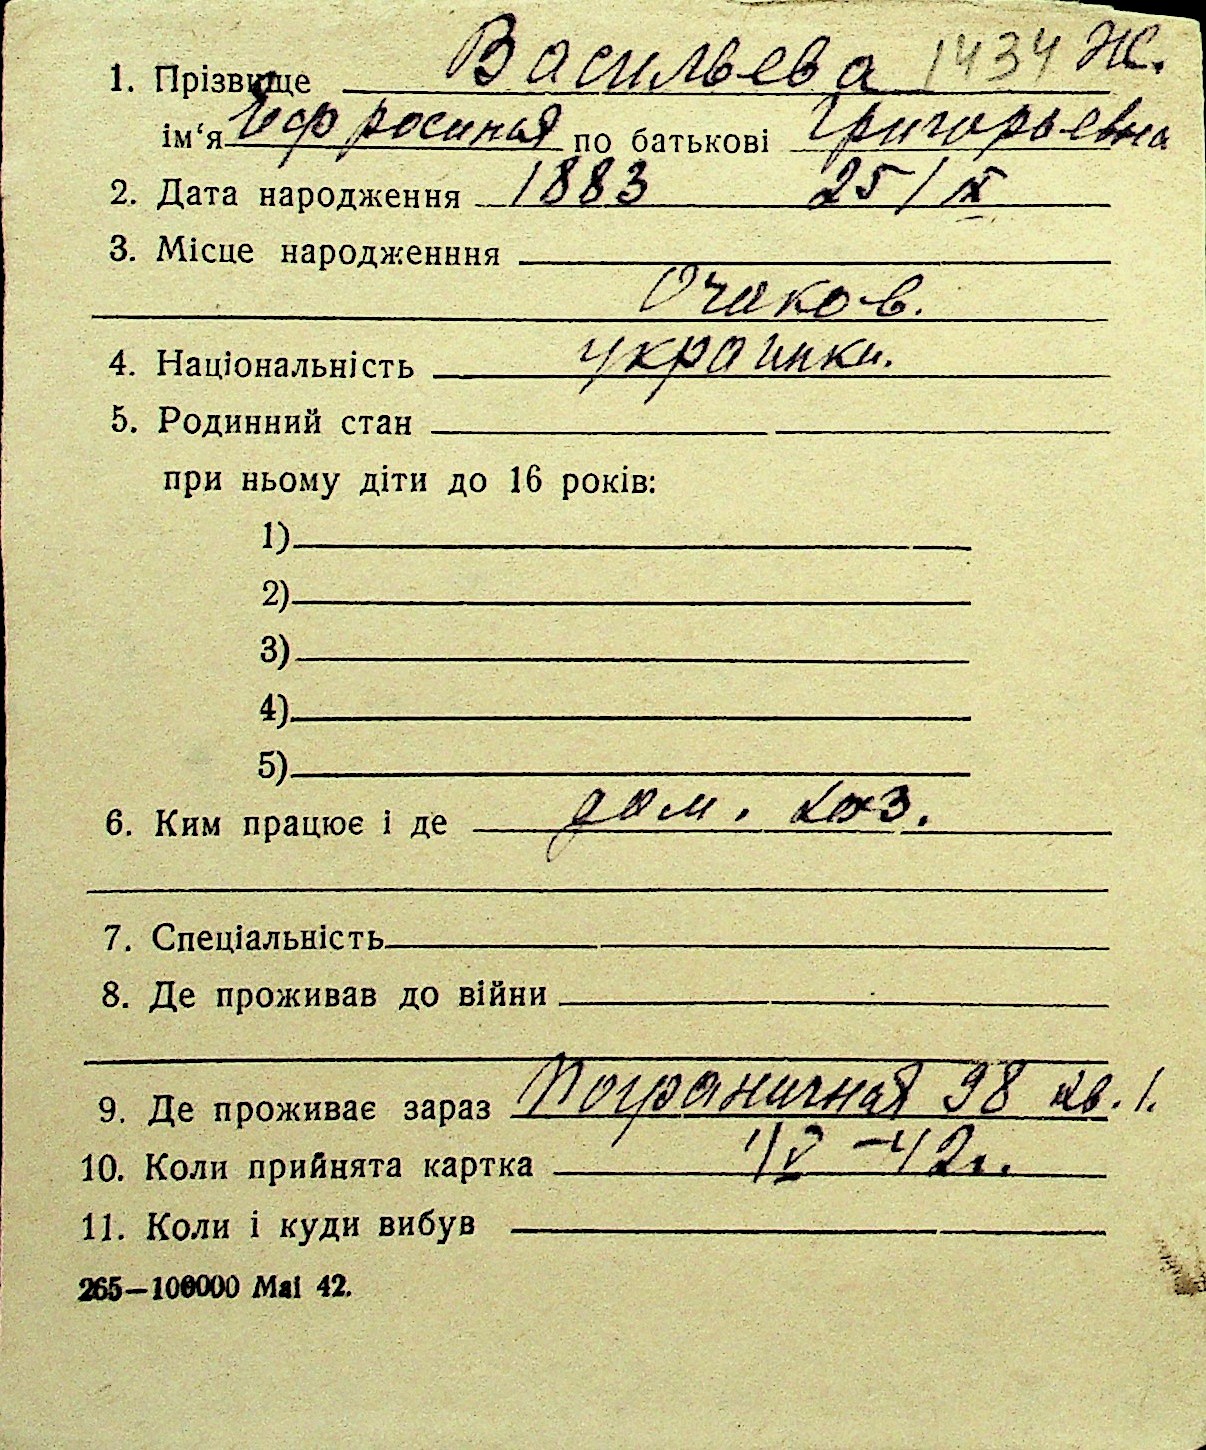 1. Прізвище Васильева 1434 Ж.
ім‘я Ефросиния по батькові Григорьевна
2. Дата народження 1883 25/IX
3. Місце народженння
Очаков.
4. Національність украинка.
5. Родинний стан
при ньому діти до 16 років:
1)
2)
3)
4)
5)
6. Ким працює і де дом. хоз.
7. Спеціальність
8. Де проживав до війни
9. Де проживає зараз Пограничная 98 кв. 1.
10. Коли прийнята картка -42г.
11. Коли і куди вибув
265—100000 Mai 42.